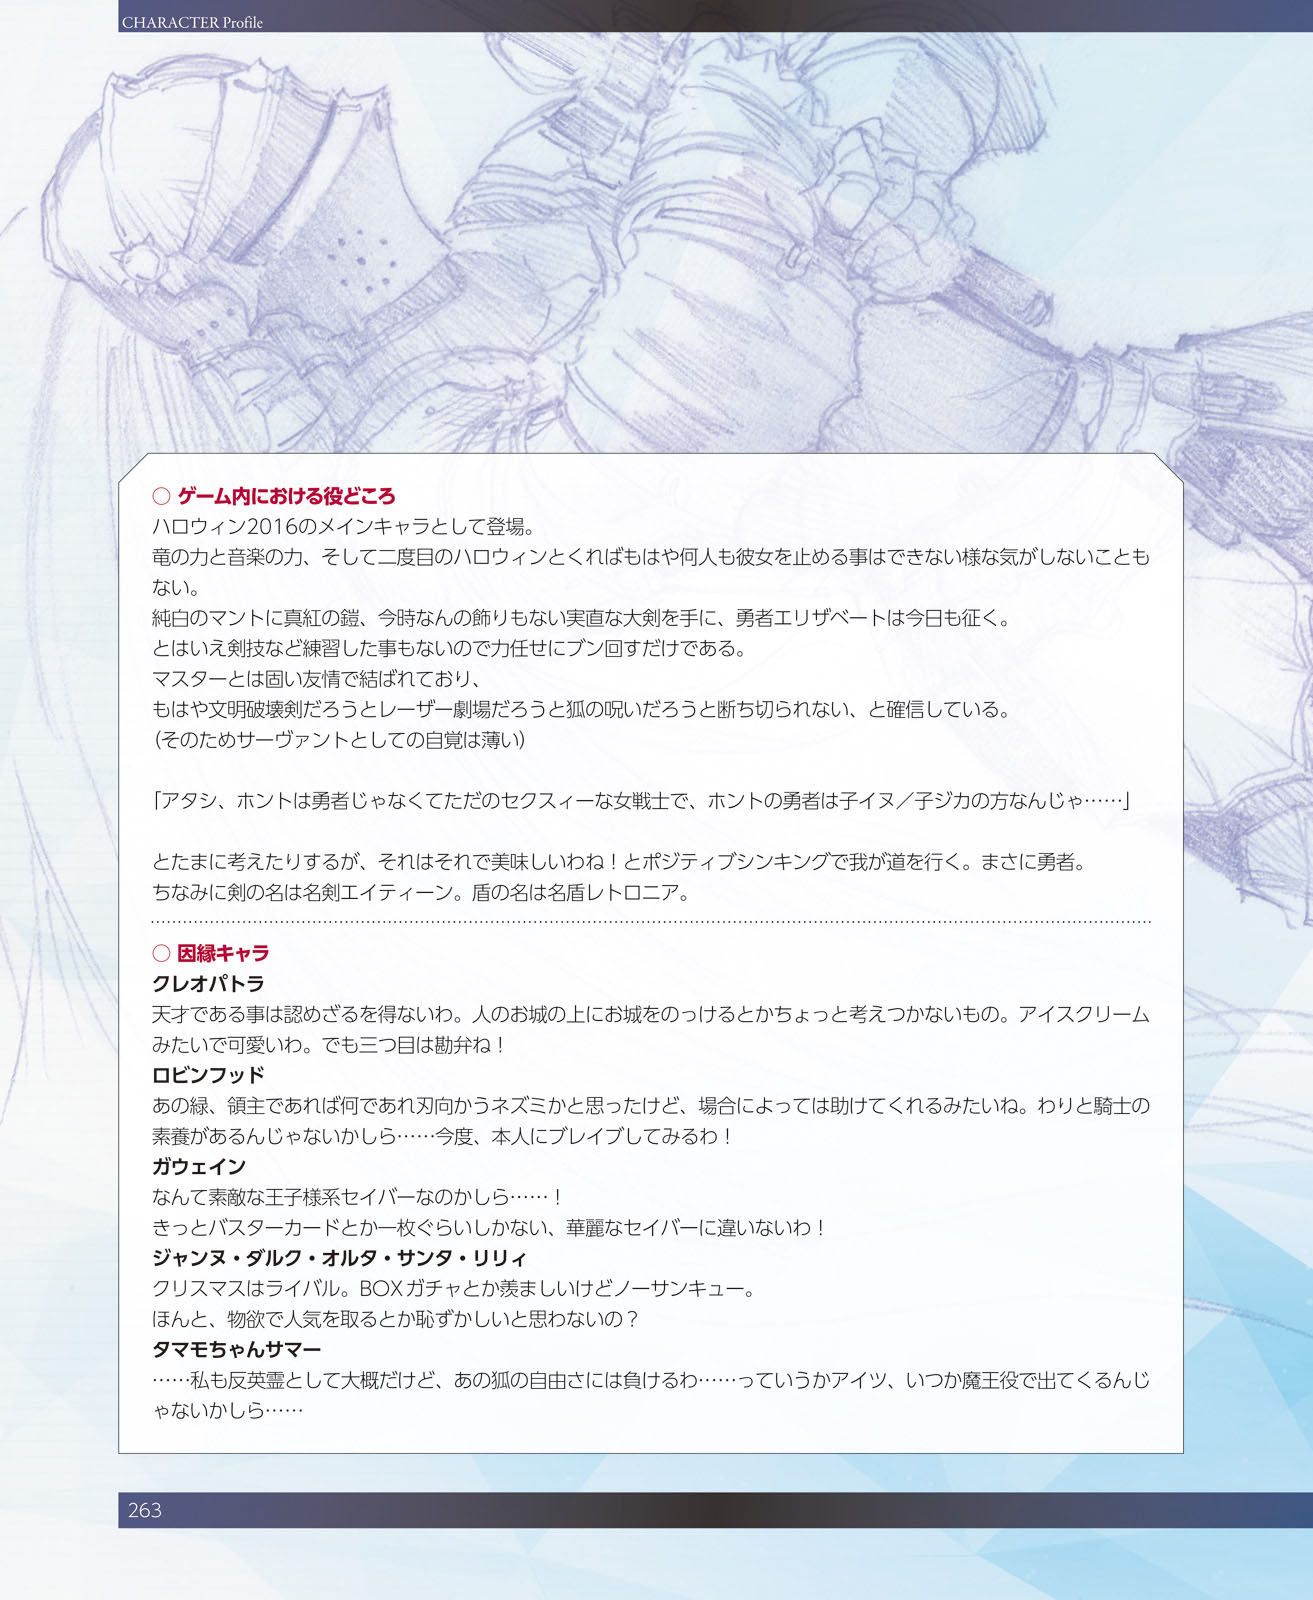 CHARACTER Profile
○ ゲーム内における役どころ
ハロウィン2016のメインキャラとして登場。
竜の力と音楽の力、そして二度目のハロウィンとくればもはや何人も彼女を止める事はできない様な気がしないことも
ない。
純白のマントに真紅の鎧、今時なんの飾りもない実直な大剣を手に、勇者エリザベートは今日も征く。
とはいえ剣技など練習した事もないので力任せにブン回すだけである。
マスターとは固い友情で結ばれており、
もはや文明破壊剣だろうとレーザー劇場だろうと狐の呪いだろうと断ち切られない、と確信している。
（そのためサーヴァントとしての自覚は薄い）
「アタシ、ホントは勇者じゃなくてただのセクスィーな女戦士で、ホントの勇者は子イヌ／子ジカの方なんじゃ……」
とたまに考えたりするが、それはそれで美味しいわね！とポジティブシンキングで我が道を行く。まさに勇者。
ちなみに剣の名は名剣エイティーン。盾の名は名盾レトロニア。
○ 因縁キャラ
クレオパトラ
天才である事は認めざるを得ないわ。人のお城の上にお城をのっけるとかちょっと考えつかないもの。アイスクリーム
みたいで可愛いわ。でも三つ目は勘弁ね！
ロビンフッド
あの緑、領主であれば何であれ刃向かうネズミかと思ったけど、場合によっては助けてくれるみたいね。わりと騎士の
素養があるんじゃないかしら……今度、本人にブレイブしてみるわ！
ガウェイン
なんて素敵な王子様系セイバーなのかしら……！
きっとバスターカードとか一枚ぐらいしかない、華麗なセイバーに違いないわ！
ジャンヌ・ダルク・オルタ・サンタ・リリィ
クリスマスはライバル。BOXガチャとか羨ましいけどノーサンキュー。
ほんと、物欲で人気を取るとか恥ずかしいと思わないの？
タマモちゃんサマー
……私も反英霊として大概だけど、あの狐の自由さには負けるわ……っていうかアイツ、いつか魔王役で出てくるんじ
ゃないかしら……
263